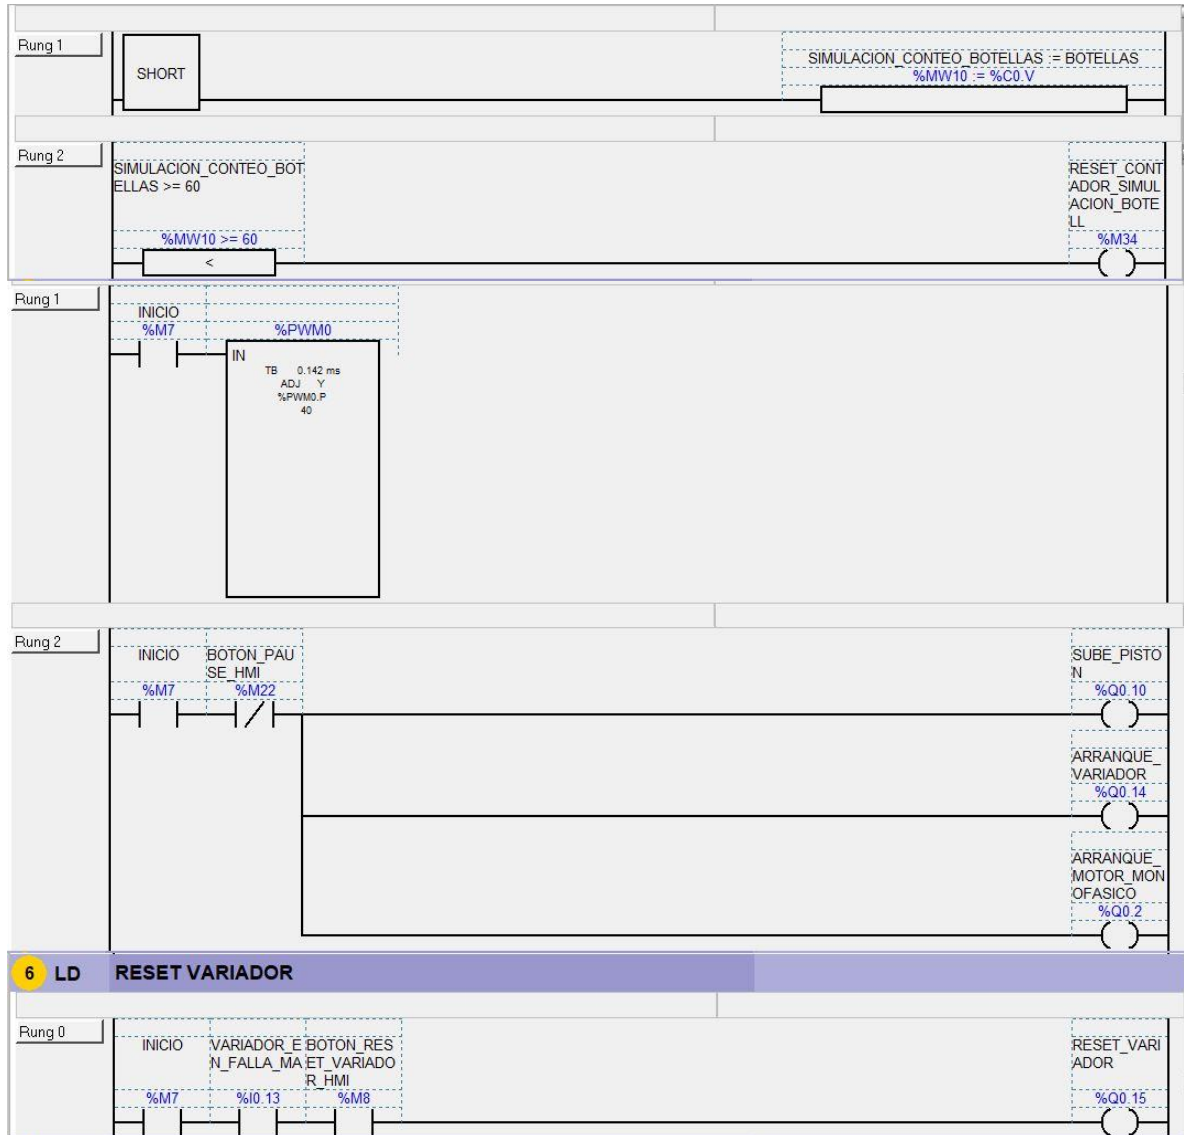 Rung 1
SHORT
SIMULACION_CONTEO_BOTELLAS := BOTELLAS
%MW10 := %C0.V
Rung 2
SIMULACION_CONTEO_BOT
ELLAS >= 60
%MW10 >= 60
<
RESET_CONT
ADOR_SIMUL
ACION_BOTE
LL
%M34
Rung 1
INICIO
%M7
%PWM0
IN
TB 0.142 ms
ADJ Y
%PWM0.P
40
Rung 2
INICIO
%M7
BOTON_PAU
SE_HMI
%M22
SUBE_PISTO
N
%Q0.10
ARRANQUE_
VARIADOR
%Q0.14
ARRANQUE_
MOTOR_MON
OFASICO
%Q0.2
6 LD RESET VARIADOR
Rung 0
INICIO
%M7
VARIADOR_E
N_FALLA_MA
%I0.13
BOTON_RES
ET_VARIADO
R_HMI
%M8
RESET_VARI
ADOR
%Q0.15